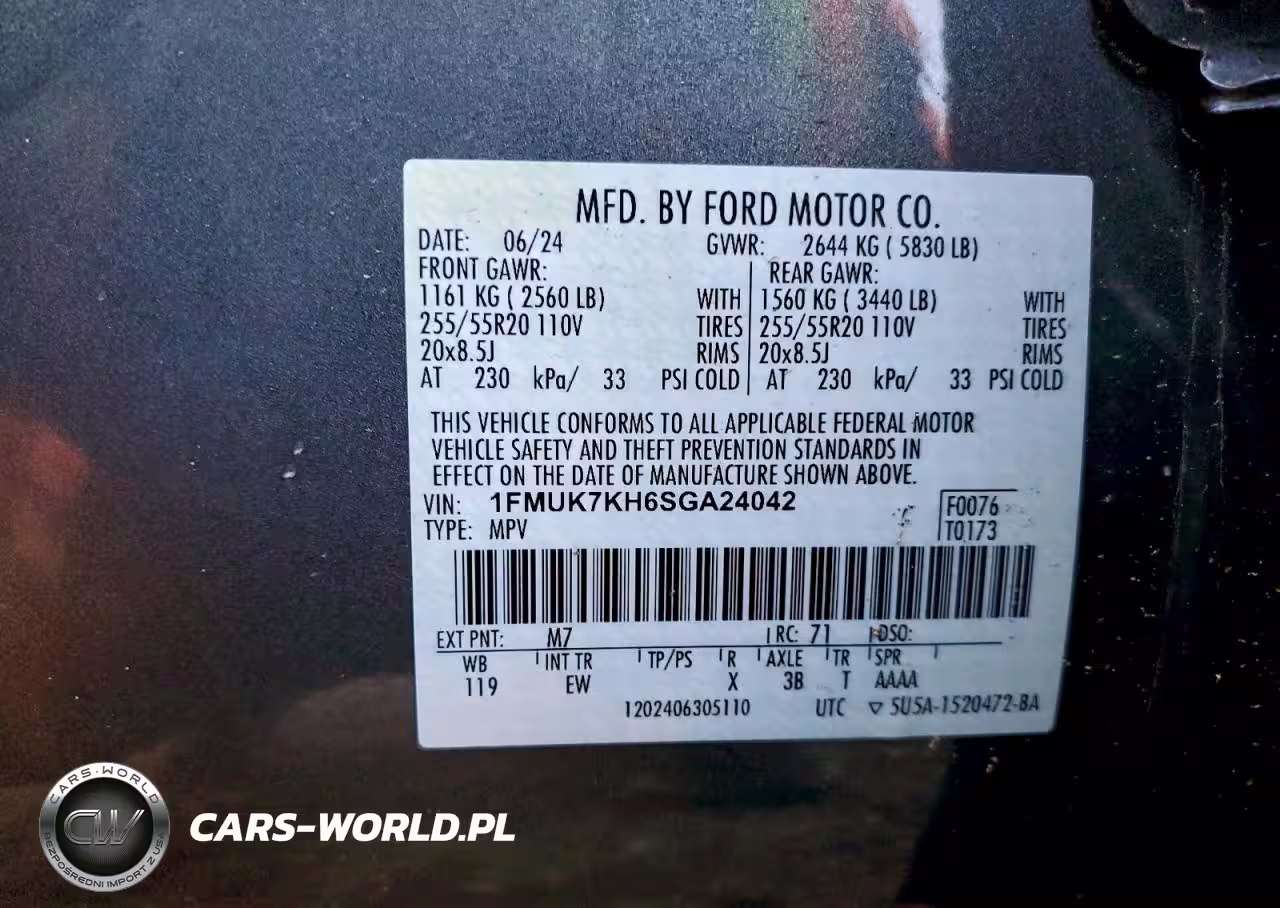 MFD. BY FORD MOTOR CO.
DATE: 06/24 GVWR: 2644 KG ( 5830 LB)
FRONT GAWR: REAR GAWR:
1161 KG ( 2560 LB) WITH 1560 KG ( 3440 LB) WITH
255/55R20 110V TIRES 255/55R20 110V TIRES
20x8.5J RIMS 20x8.5J RIMS
AT 230 kPa/ 33 PSI COLD AT 230 kPa/ 33 PSI COLD
THIS VEHICLE CONFORMS TO ALL APPLICABLE FEDERAL MOTOR
VEHICLE SAFETY AND THEFT PREVENTION STANDARDS IN
EFFECT ON THE DATE OF MANUFACTURE SHOWN ABOVE.
VIN: 1FMUK7KH6SGA24042 F0076
TYPE: MPV T0173
EXT PNT: M7 RC: 71 DSO:
WB INT TR TP/PS R AXLE TR SPR
119 EW X 3B T AAAA
1202406305110 UTC ▽ 5U5A-1520472-BA
CARS-WORLD
CW
BEZPOŚREDNI IMPORT Z USA
CARS-WORLD.PL